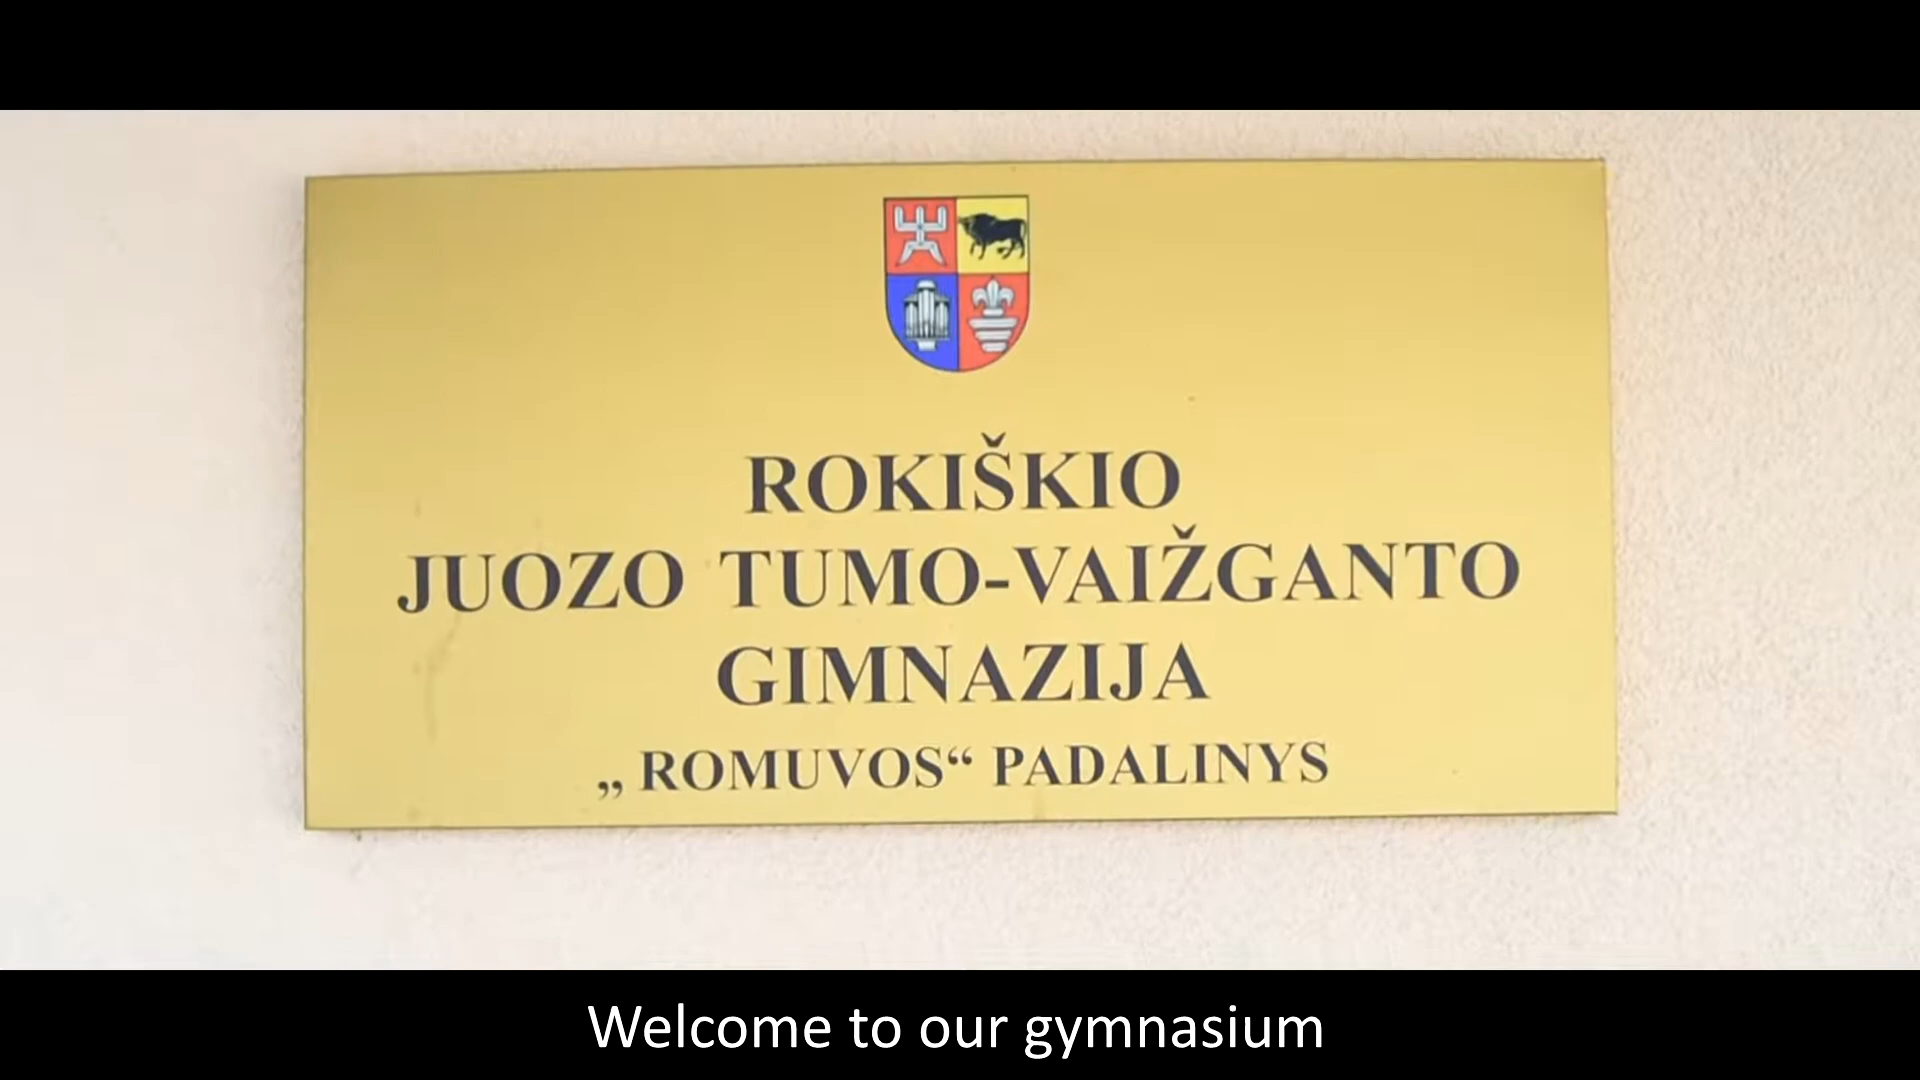 ROKIŠKIO
JUOZO TUMO-VAIŽGANTO
GIMNAZIJA
„ ROMUVOS“ PADALINYS
Welcome to our gymnasium